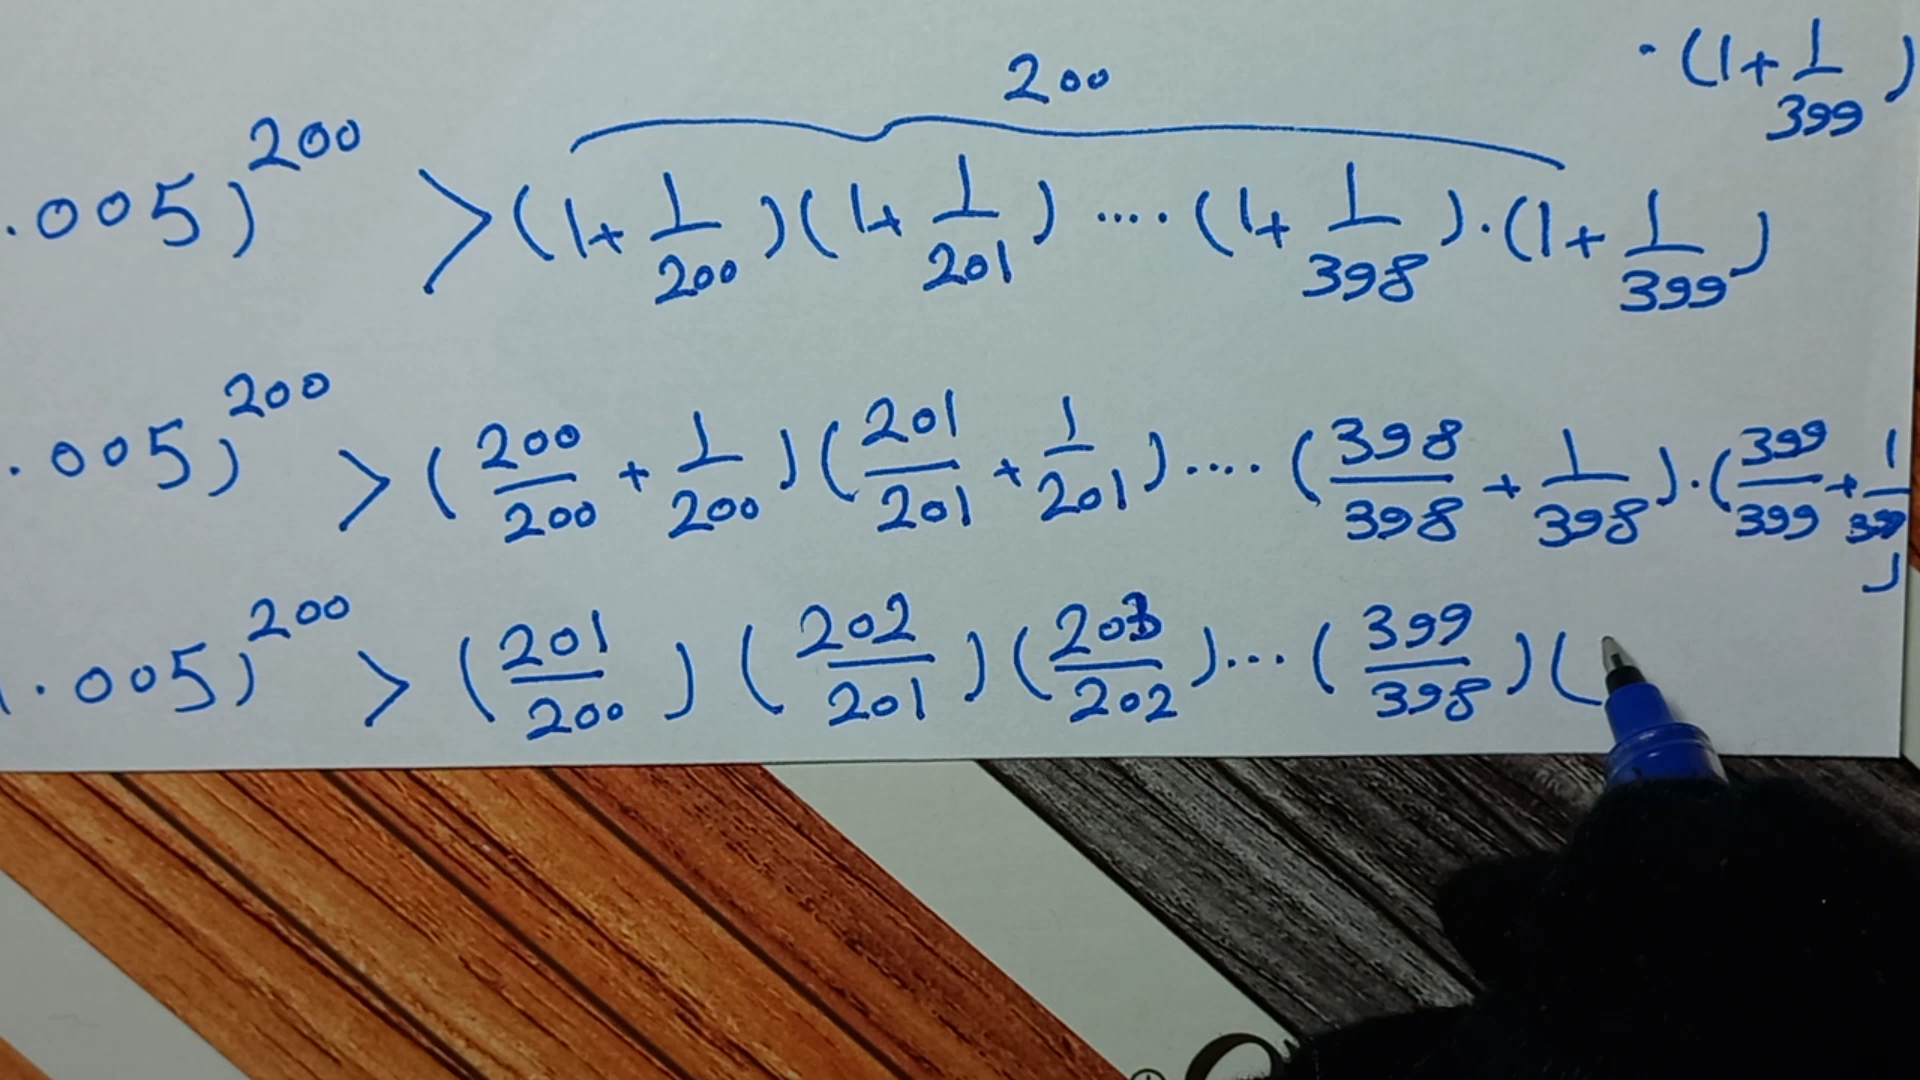 · (1 + 1/399)
200
.005)^200 > (1 + 1/200)(1 + 1/201) .... (1 + 1/398) · (1 + 1/399)
.005)^200 > (200/200 + 1/200)(201/201 + 1/201) .... (398/398 + 1/398) · (399/399 + 1/399)
.005)^200 > (201/200)(202/201)(203/202) ... (399/398)(